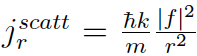 j_r^{scatt} = \frac{\hbar k}{m} \frac{|f|^2}{r^2}